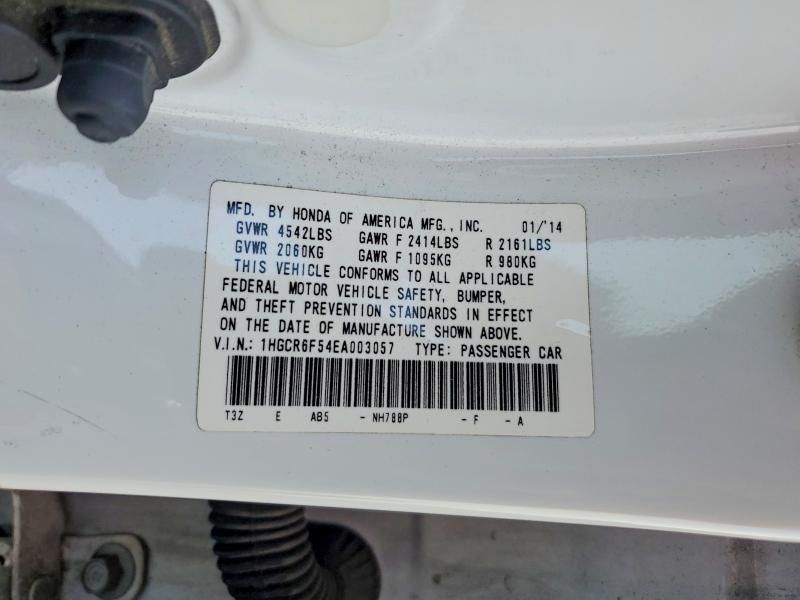 MFD. BY HONDA OF AMERICA MFG., INC. 01/'14
GVWR 4542LBS GAWR F 2414LBS R 2161LBS
GVWR 2060KG GAWR F 1095KG R 980KG
THIS VEHICLE CONFORMS TO ALL APPLICABLE
FEDERAL MOTOR VEHICLE SAFETY, BUMPER,
AND THEFT PREVENTION STANDARDS IN EFFECT
ON THE DATE OF MANUFACTURE SHOWN ABOVE.
V.I.N.: 1HGCR6F54EA003057 TYPE: PASSENGER CAR
T3Z E AB5 - NH788P - F - A